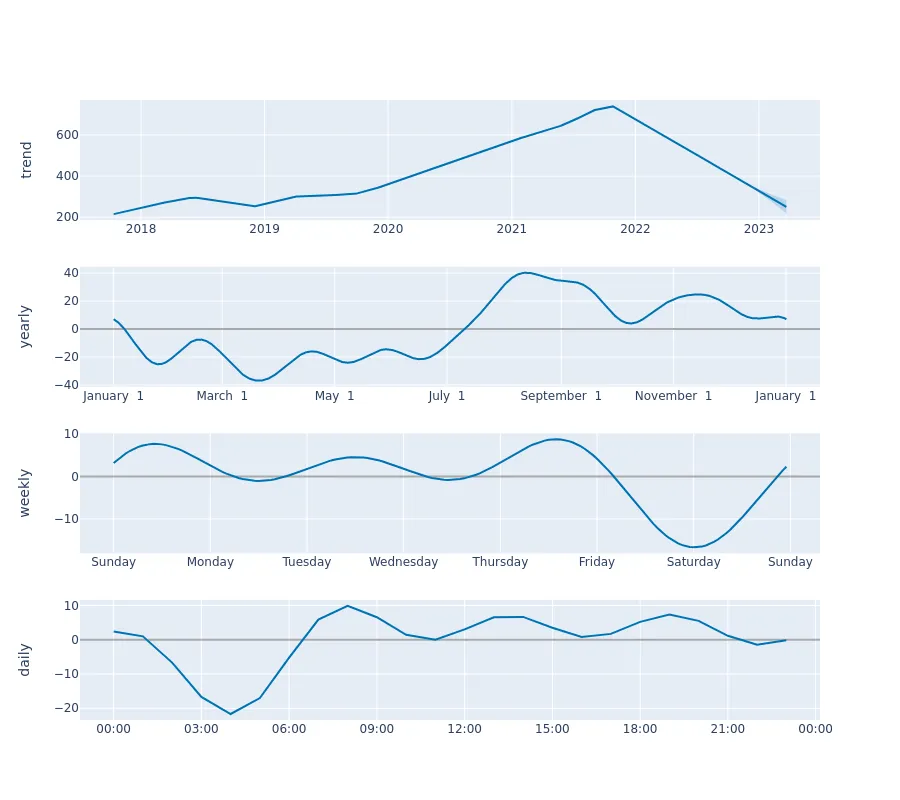 trend
600
400
200
2018 2019 2020 2021 2022 2023
yearly
40
20
0
−20
−40
January 1 March 1 May 1 July 1 September 1 November 1 January 1
weekly
10
0
−10
Sunday Monday Tuesday Wednesday Thursday Friday Saturday Sunday
daily
10
0
−10
−20
00:00 03:00 06:00 09:00 12:00 15:00 18:00 21:00 00:00